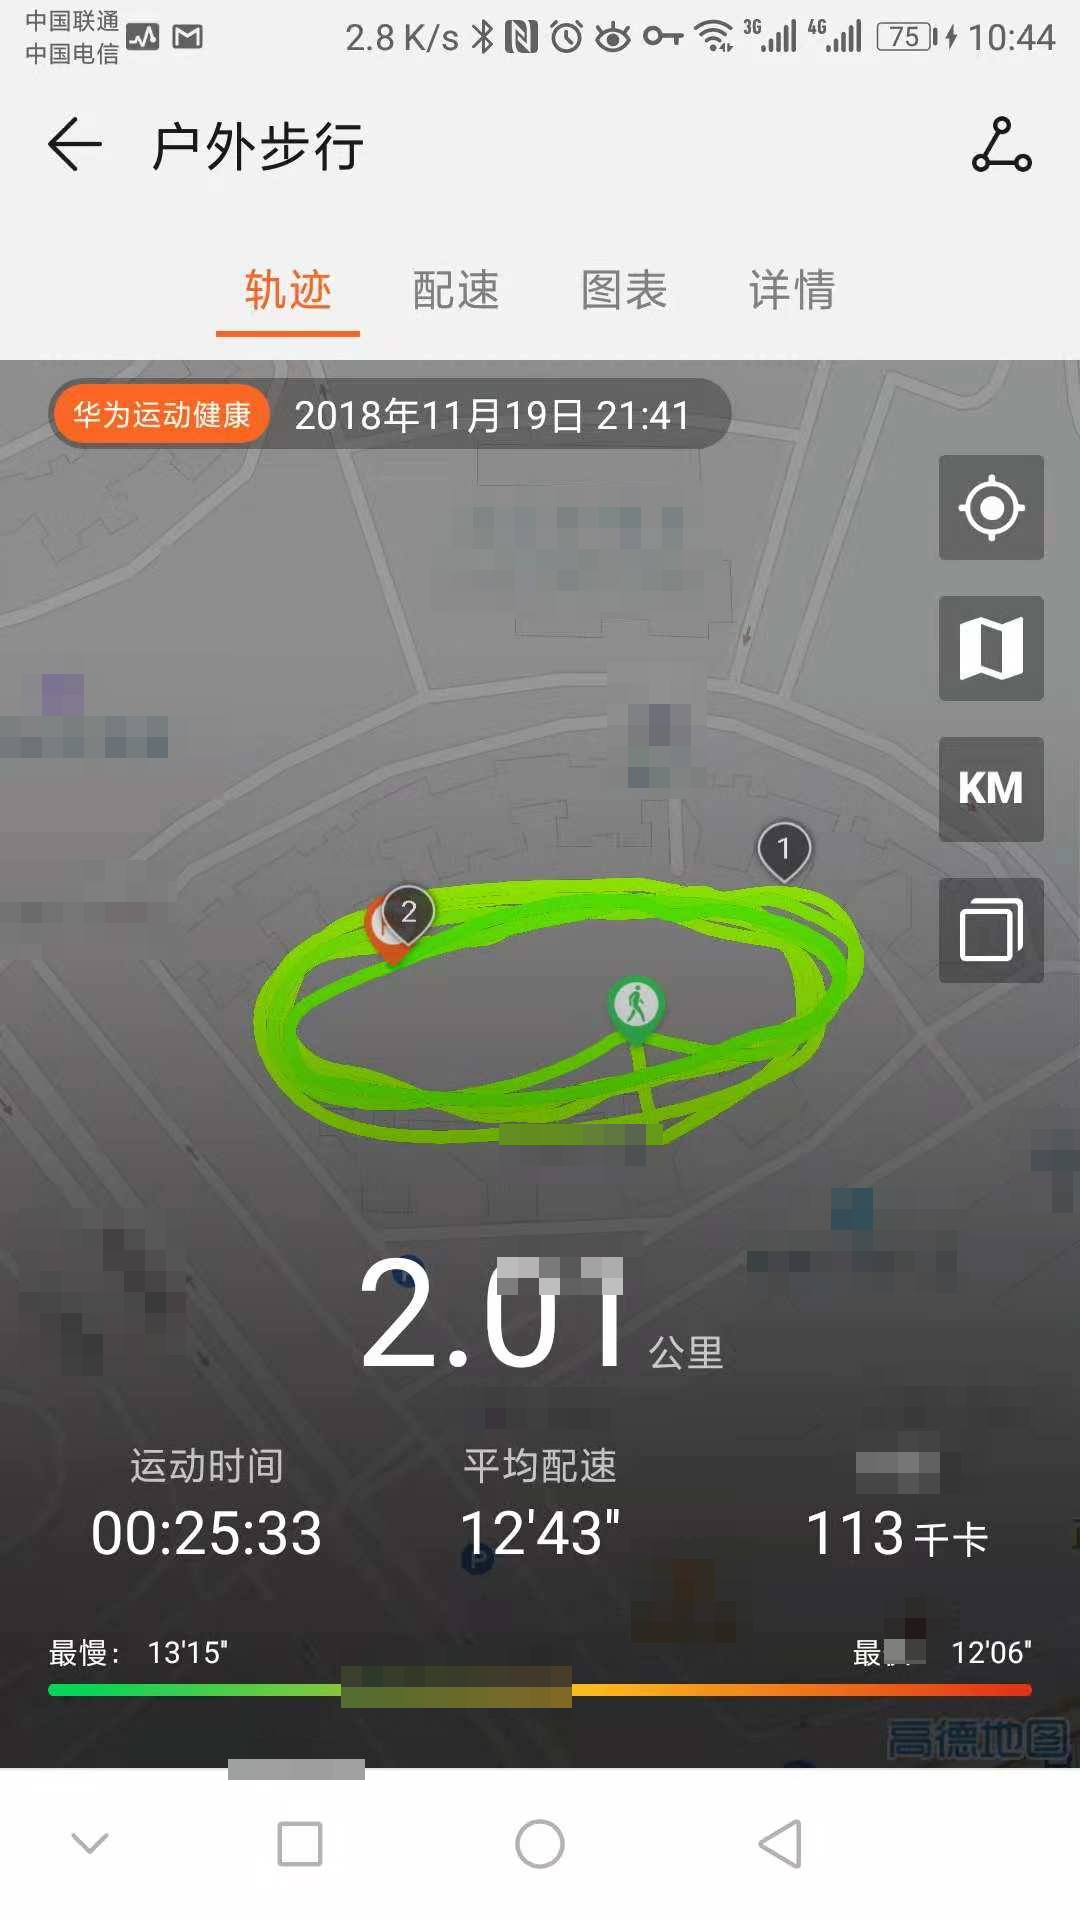 中国联通
中国电信
2.8 K/s 3G 4G 75 10:44
户外步行
轨迹 配速 图表 详情
华为运动健康 2018年11月19日 21:41
KM
1
2
2.01 公里
运动时间 平均配速
00:25:33 12'43" 113 千卡
最慢： 13'15" 最 12'06"
高德地图